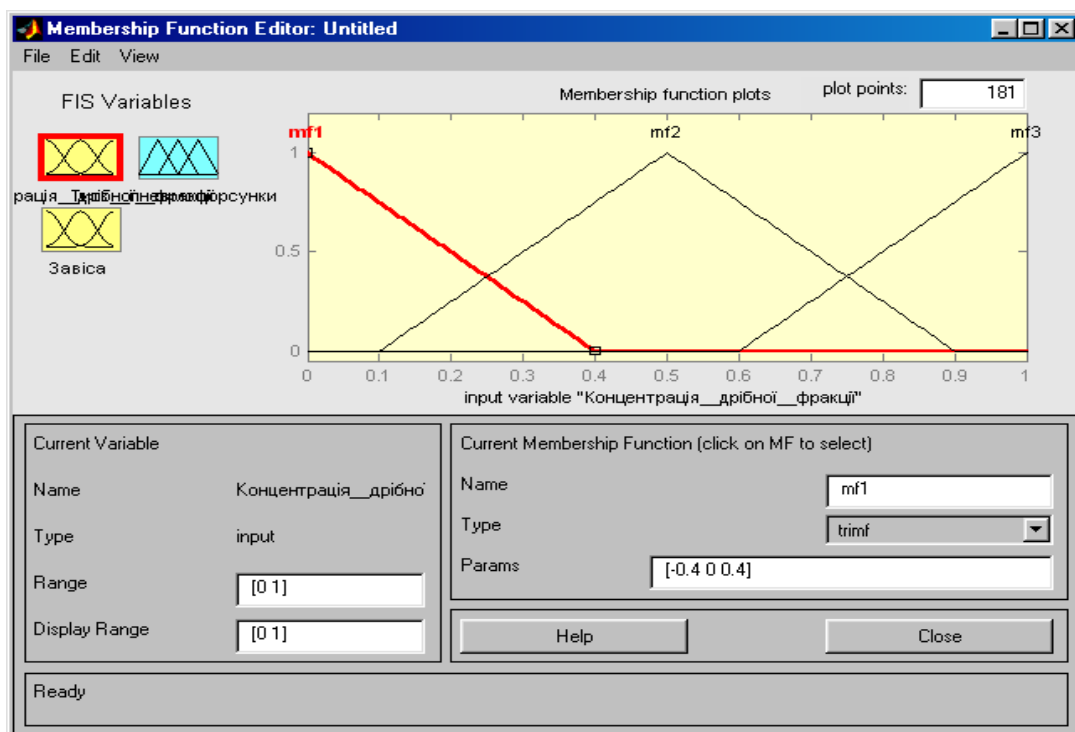 Membership Function Editor: Untitled
File Edit View
FIS Variables
Membership function plots
plot points: 181
mf1 mf2 mf3
1
0.5
0
0 0.1 0.2 0.3 0.4 0.5 0.6 0.7 0.8 0.9 1
input variable "Концентрація__дрібної__фракції"
Завіса
Current Variable
Name Концентрація__дрібної
Type input
Range [0 1]
Display Range [0 1]
Current Membership Function (click on MF to select)
Name mf1
Type trimf
Params [-0.4 0 0.4]
Help Close
Ready